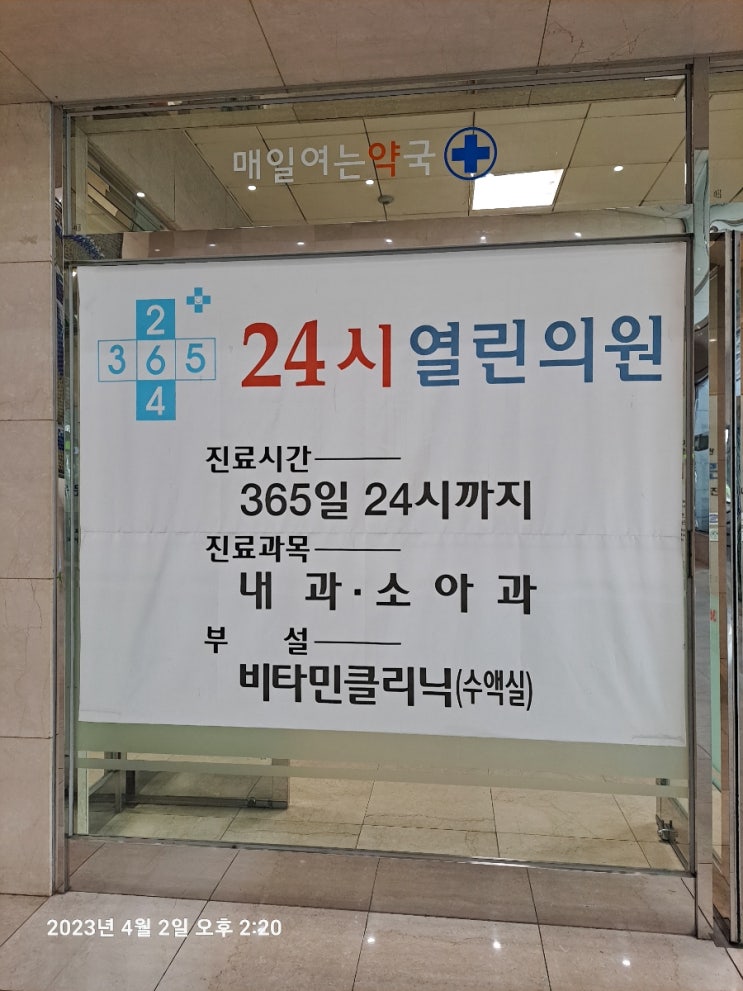 매일여는약국
2
3 6 5
4
24시 열린의원
진료시간
365일 24시까지
진료과목
내 과 · 소 아 과
부 설
비타민클리닉(수액실)
2023년 4월 2일 오후 2:20